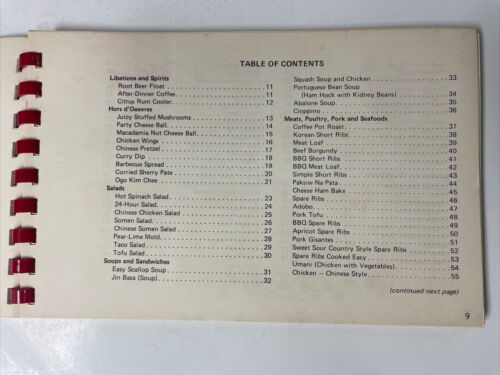 TABLE OF CONTENTS
Libations and Spirits
Root Beer Float . . . . . . . . . . . . . . . . . . . . . 11
After-Dinner Coffee . . . . . . . . . . . . . . . . . . . 11
Citrus Rum Cooler . . . . . . . . . . . . . . . . . . . . 12
Hors d'Oeuvres
Juicy Stuffed Mushrooms . . . . . . . . . . . . . . . . . 13
Party Cheese Ball . . . . . . . . . . . . . . . . . . . . 14
Macadamia Nut Cheese Ball . . . . . . . . . . . . . . . . 15
Chicken Wings . . . . . . . . . . . . . . . . . . . . . . 16
Chinese Pretzel . . . . . . . . . . . . . . . . . . . . . 17
Curry Dip . . . . . . . . . . . . . . . . . . . . . . . . 18
Barbecue Spread . . . . . . . . . . . . . . . . . . . . . 19
Curried Sherry Pate . . . . . . . . . . . . . . . . . . . 20
Ogo Kim Chee . . . . . . . . . . . . . . . . . . . . . . 21
Salads
Hot Spinach Salad . . . . . . . . . . . . . . . . . . . . 23
24-Hour Salad . . . . . . . . . . . . . . . . . . . . . . 24
Chinese Chicken Salad . . . . . . . . . . . . . . . . . . 25
Somen Salad . . . . . . . . . . . . . . . . . . . . . . . 26
Chinese Somen Salad . . . . . . . . . . . . . . . . . . . 27
Pear-Lime Mold . . . . . . . . . . . . . . . . . . . . . 28
Taco Salad . . . . . . . . . . . . . . . . . . . . . . . 29
Tofu Salad . . . . . . . . . . . . . . . . . . . . . . . 30
Soups and Sandwiches
Easy Scallop Soup . . . . . . . . . . . . . . . . . . . . 31
Jin Base (Soup) . . . . . . . . . . . . . . . . . . . . . 32
Squash Soup and Chicken . . . . . . . . . . . . . . . . . 33
Portuguese Bean Soup
(Ham Hock with Kidney Beans) . . . . . . . . . . . . . . 34
Abalone Soup . . . . . . . . . . . . . . . . . . . . . . 35
Cioppino . . . . . . . . . . . . . . . . . . . . . . . . 36
Meats, Poultry, Pork and Seafoods
Coffee Pot Roast . . . . . . . . . . . . . . . . . . . . 37
Korean Short Ribs . . . . . . . . . . . . . . . . . . . . 38
Meat Loaf . . . . . . . . . . . . . . . . . . . . . . . . 39
Beef Burgundy . . . . . . . . . . . . . . . . . . . . . . 40
BBQ Short Ribs . . . . . . . . . . . . . . . . . . . . . 41
BBQ Meat Loaf . . . . . . . . . . . . . . . . . . . . . . 42
Simple Short Ribs . . . . . . . . . . . . . . . . . . . . 43
Paksiw Na Pata . . . . . . . . . . . . . . . . . . . . . 44
Cheese Ham Bake . . . . . . . . . . . . . . . . . . . . . 45
Spare Ribs . . . . . . . . . . . . . . . . . . . . . . . 46
Adobo . . . . . . . . . . . . . . . . . . . . . . . . . . 47
Pork Tofu . . . . . . . . . . . . . . . . . . . . . . . . 48
BBQ Spare Ribs . . . . . . . . . . . . . . . . . . . . . 49
Apricot Spare Ribs . . . . . . . . . . . . . . . . . . . 50
Pork Gisantes . . . . . . . . . . . . . . . . . . . . . . 51
Sweet Sour Country Style Spare Ribs . . . . . . . . . . . 52
Spare Ribs Cooked Easy . . . . . . . . . . . . . . . . . 53
Umani (Chicken with Vegetables) . . . . . . . . . . . . . 54
Chicken — Chinese Style . . . . . . . . . . . . . . . . . 55
(continued next page)
9